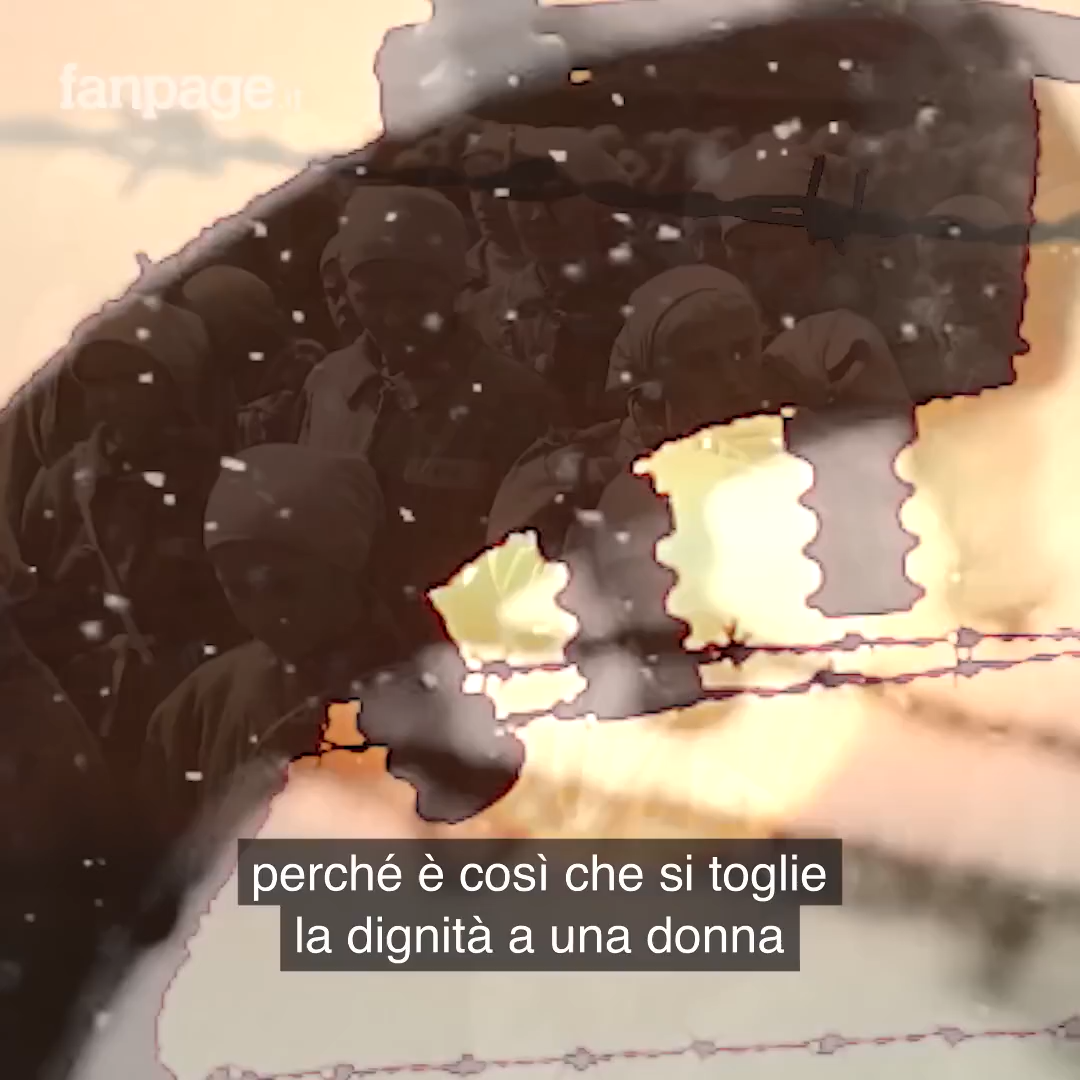 fanpage.it
perché è così che si toglie
la dignità a una donna